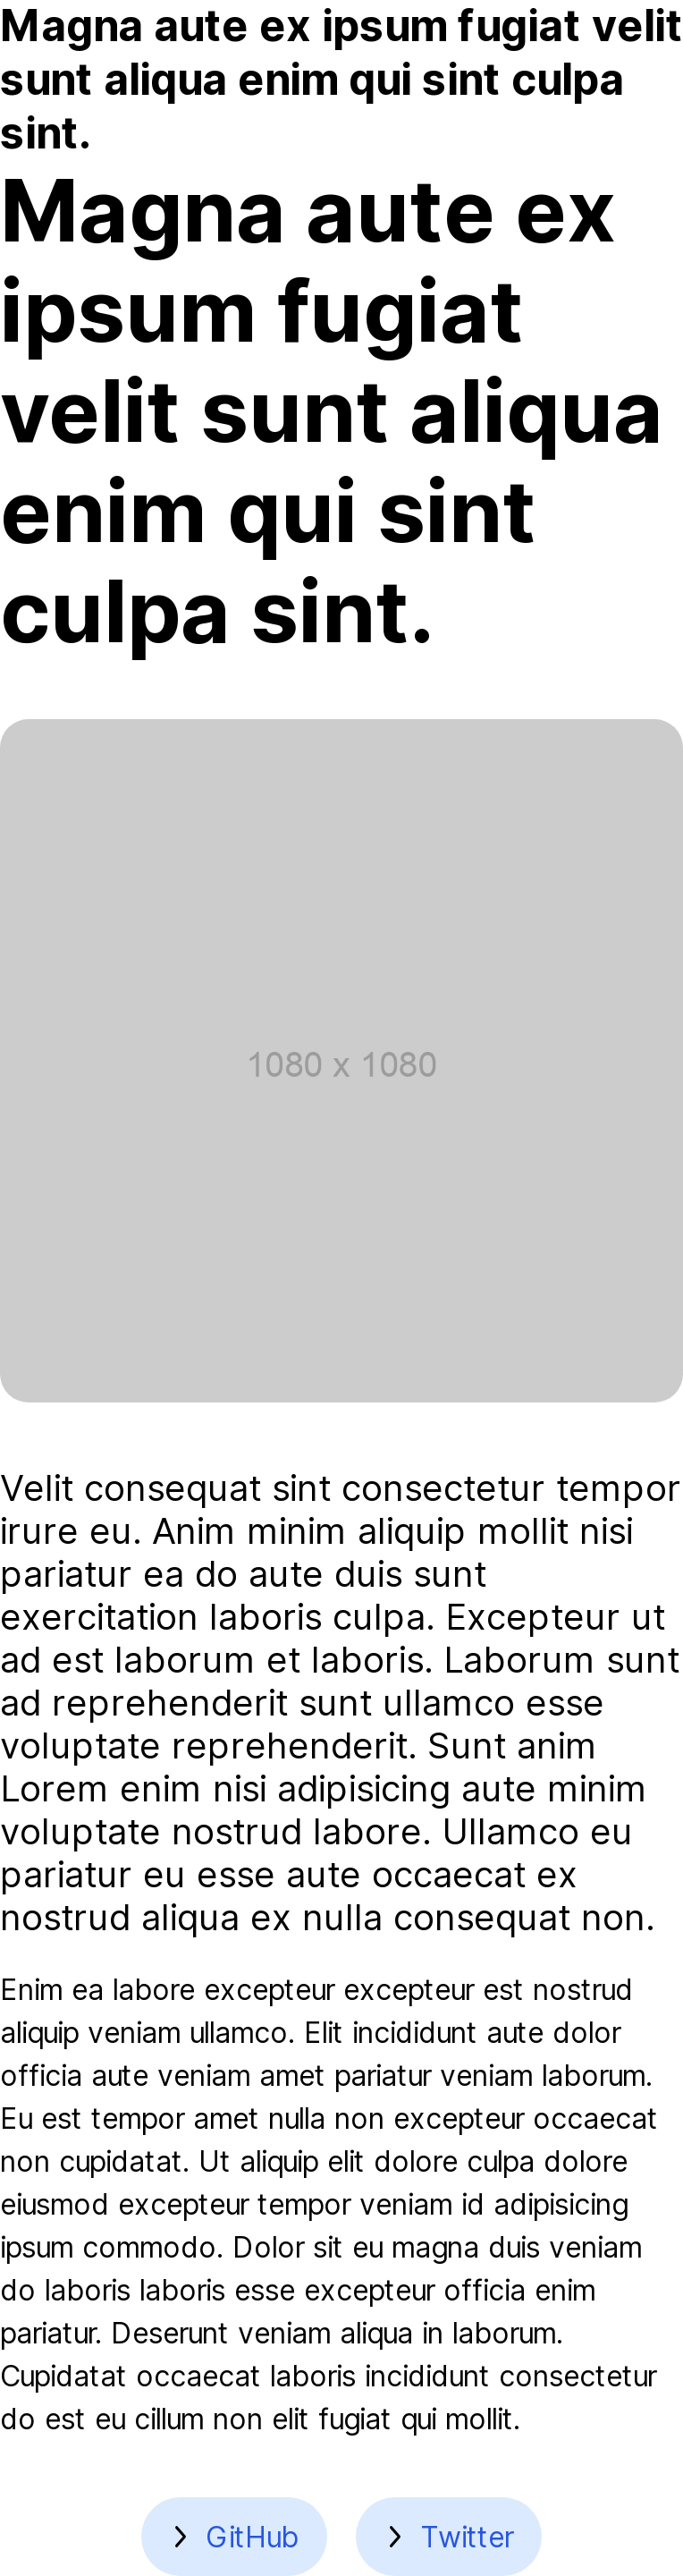 Magna aute ex ipsum fugiat velit
sunt aliqua enim qui sint culpa
sint.
Magna aute ex
ipsum fugiat
velit sunt aliqua
enim qui sint
culpa sint.
1080 x 1080
Velit consequat sint consectetur tempor
irure eu. Anim minim aliquip mollit nisi
pariatur ea do aute duis sunt
exercitation laboris culpa. Excepteur ut
ad est laborum et laboris. Laborum sunt
ad reprehenderit sunt ullamco esse
voluptate reprehenderit. Sunt anim
Lorem enim nisi adipisicing aute minim
voluptate nostrud labore. Ullamco eu
pariatur eu esse aute occaecat ex
nostrud aliqua ex nulla consequat non.
Enim ea labore excepteur excepteur est nostrud
aliquip veniam ullamco. Elit incididunt aute dolor
officia aute veniam amet pariatur veniam laborum.
Eu est tempor amet nulla non excepteur occaecat
non cupidatat. Ut aliquip elit dolore culpa dolore
eiusmod excepteur tempor veniam id adipisicing
ipsum commodo. Dolor sit eu magna duis veniam
do laboris laboris esse excepteur officia enim
pariatur. Deserunt veniam aliqua in laborum.
Cupidatat occaecat laboris incididunt consectetur
do est eu cillum non elit fugiat qui mollit.
GitHub Twitter